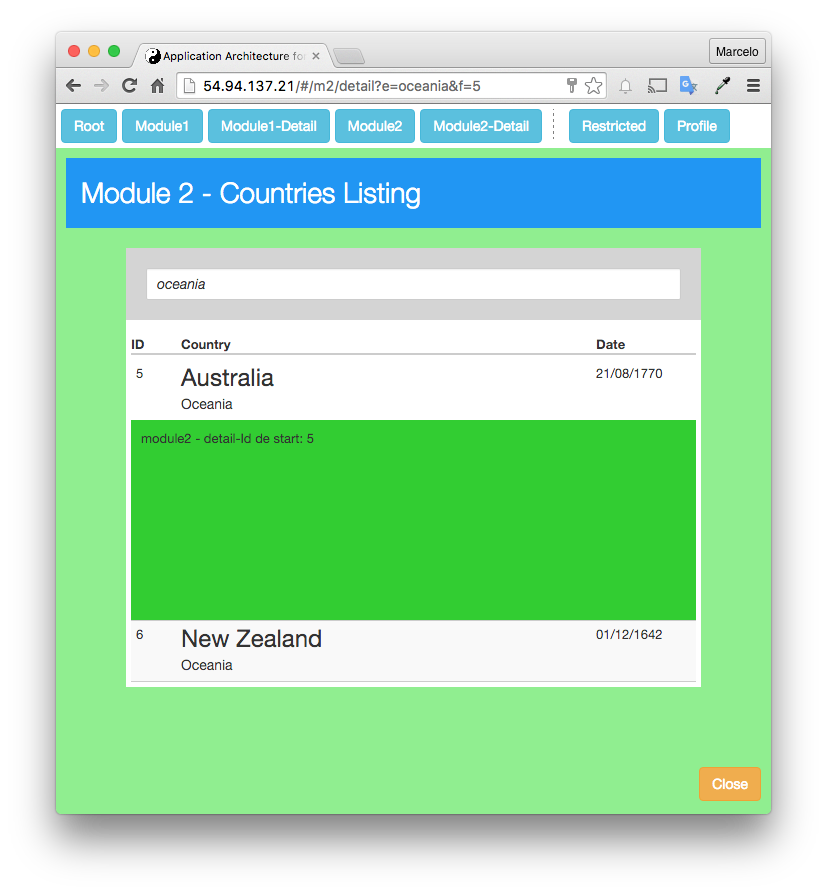 Application Architecture fo
Marcelo
54.94.137.21/#/m2/detail?e=oceania&f=5
Root Module1 Module1-Detail Module2 Module2-Detail Restricted Profile
Module 2 - Countries Listing
oceania
ID Country Date
5 Australia 21/08/1770
Oceania
module2 - detail-Id de start: 5
6 New Zealand 01/12/1642
Oceania
Close